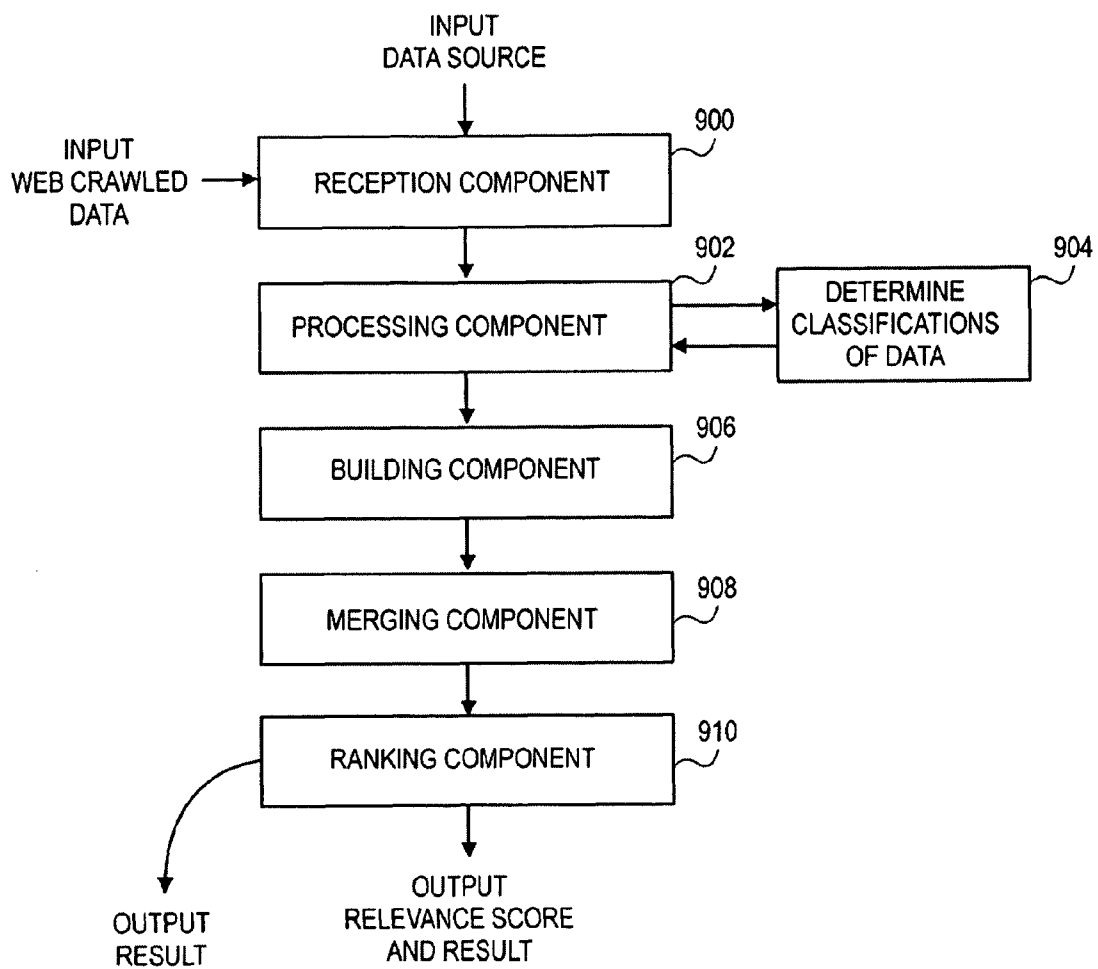 INPUT
DATA SOURCE
900
INPUT
WEB CRAWLED
DATA
RECEPTION COMPONENT
902
904
PROCESSING COMPONENT
DETERMINE
CLASSIFICATIONS
OF DATA
906
BUILDING COMPONENT
908
MERGING COMPONENT
910
RANKING COMPONENT
OUTPUT
RESULT
OUTPUT
RELEVANCE SCORE
AND RESULT